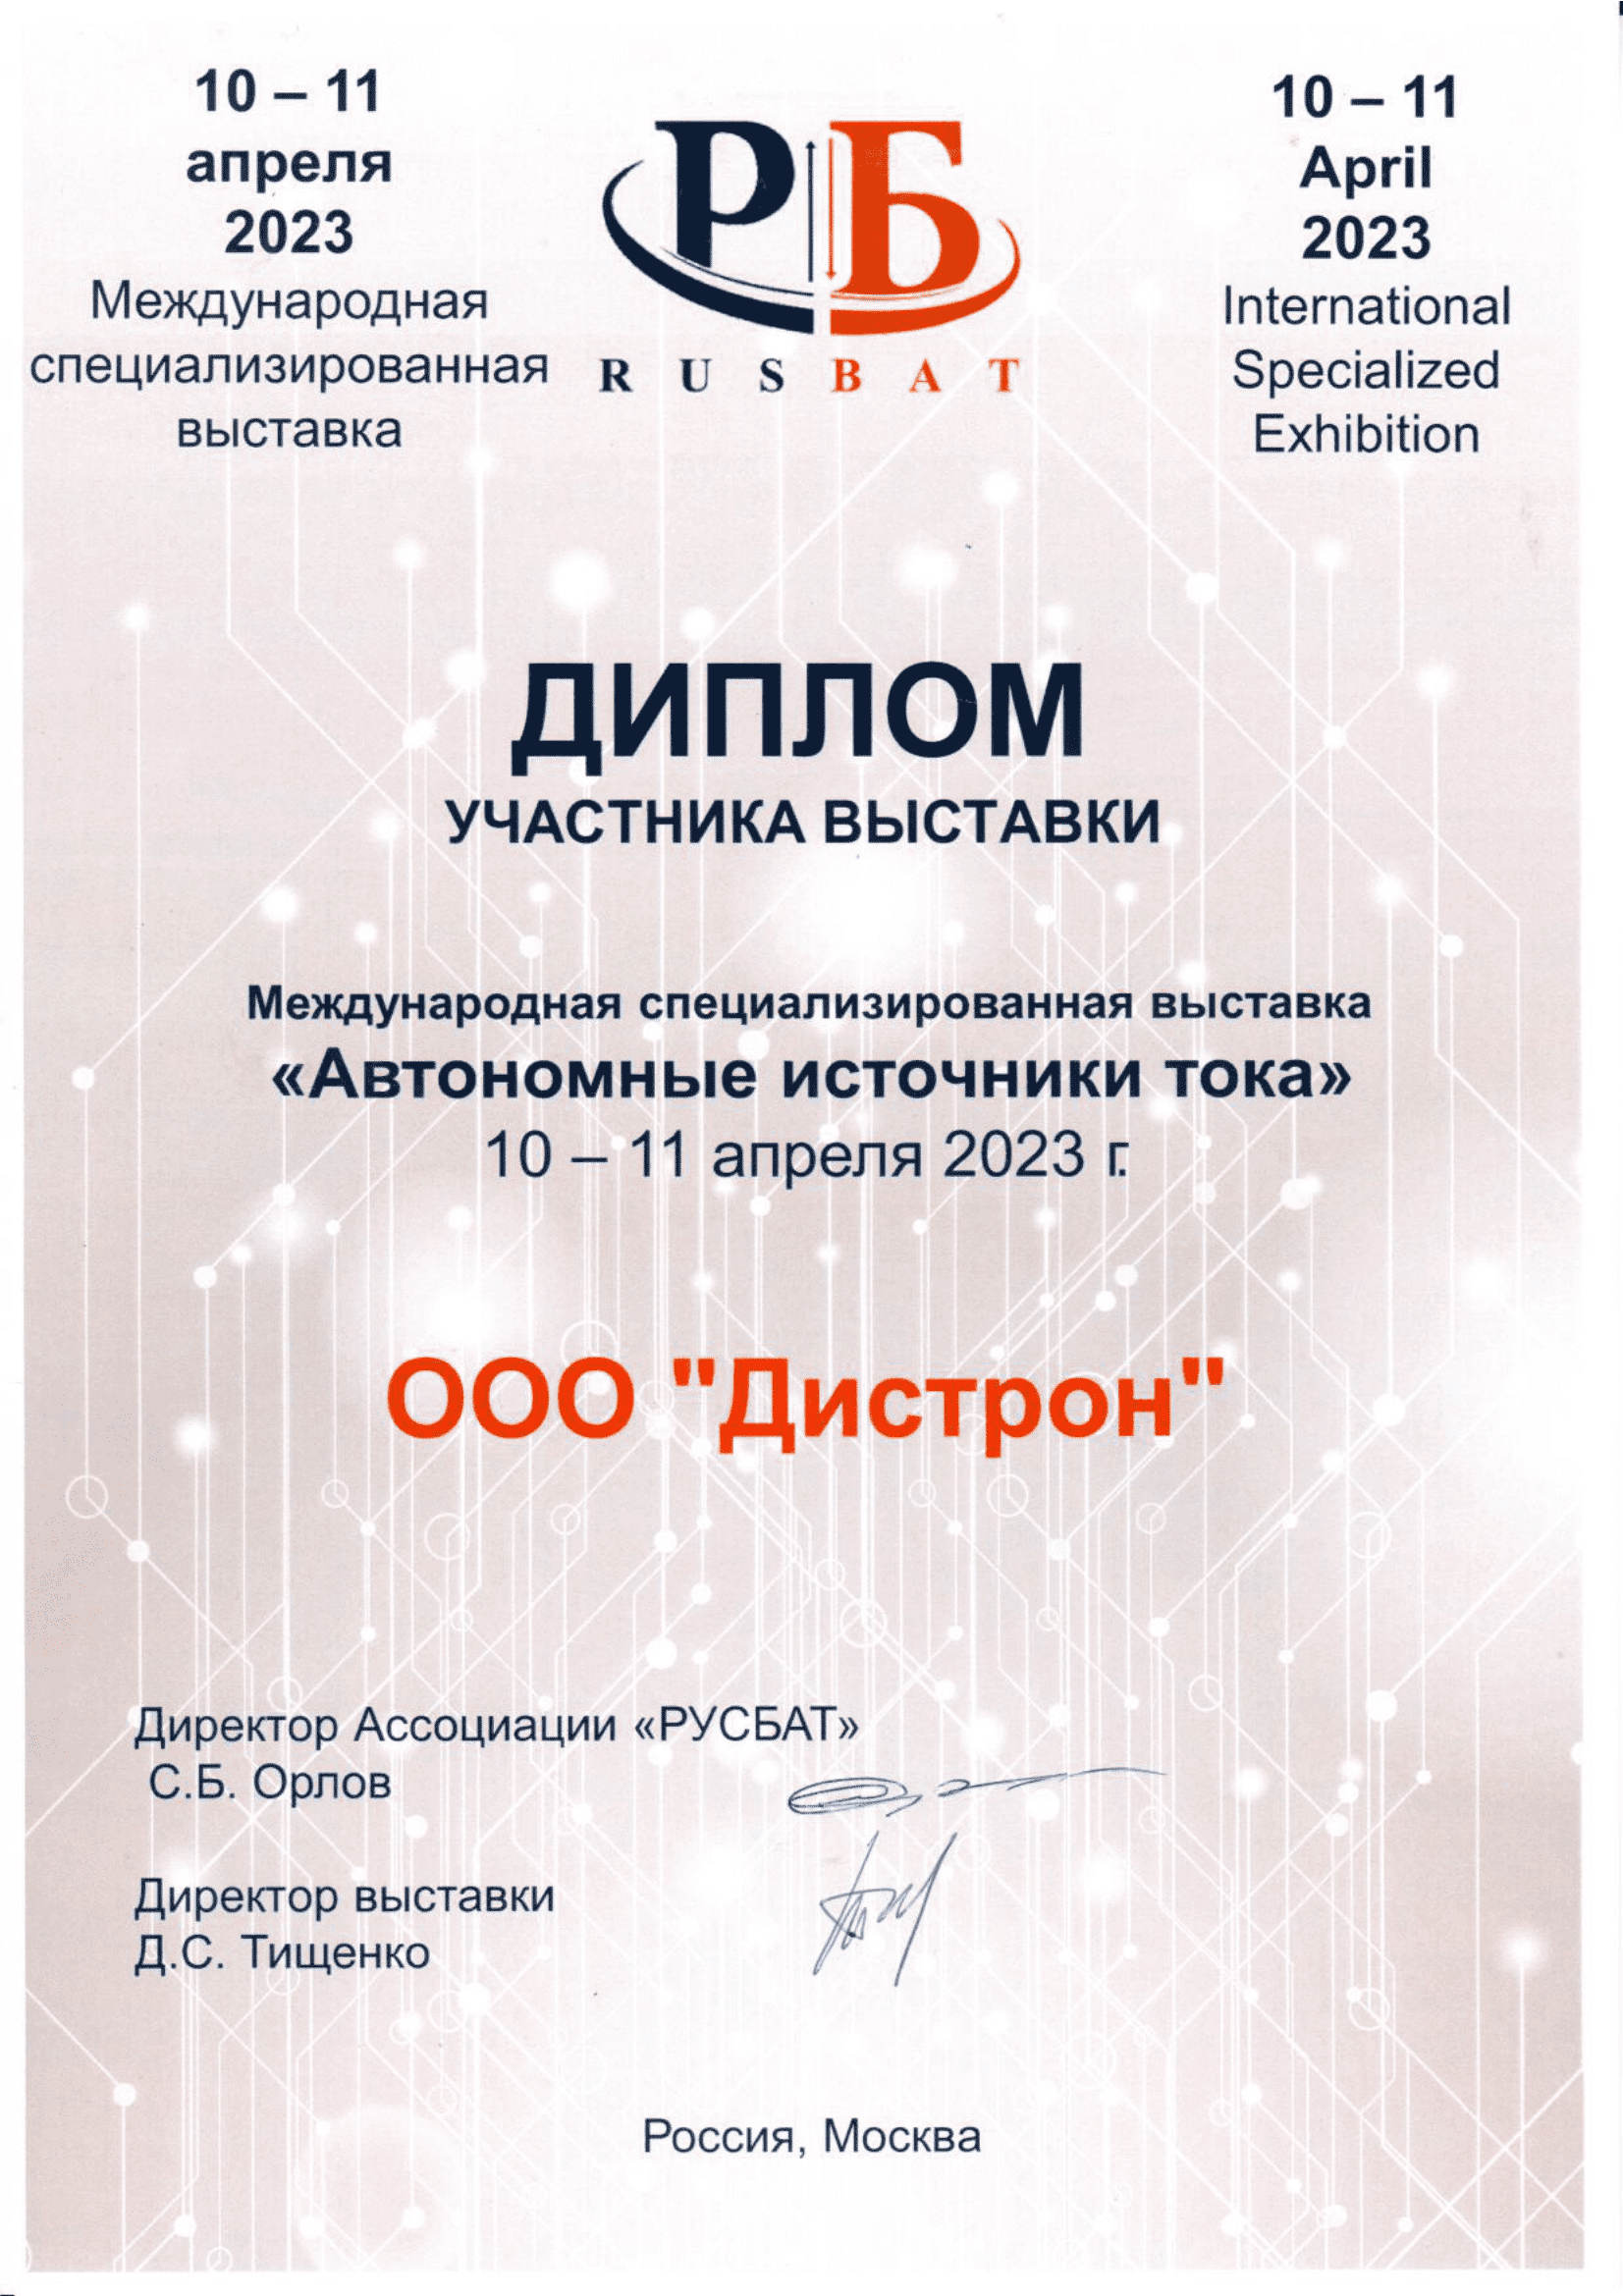 10 – 11
апреля
2023
Международная
специализированная
выставка
РБ
RUSBAT
10 – 11
April
2023
International
Specialized
Exhibition
ДИПЛОМ
УЧАСТНИКА ВЫСТАВКИ
Международная специализированная выставка
«Автономные источники тока»
10 – 11 апреля 2023 г.
ООО "Дистрон"
Директор Ассоциации «РУСБАТ»
С.Б. Орлов
Директор выставки
Д.С. Тищенко
Россия, Москва